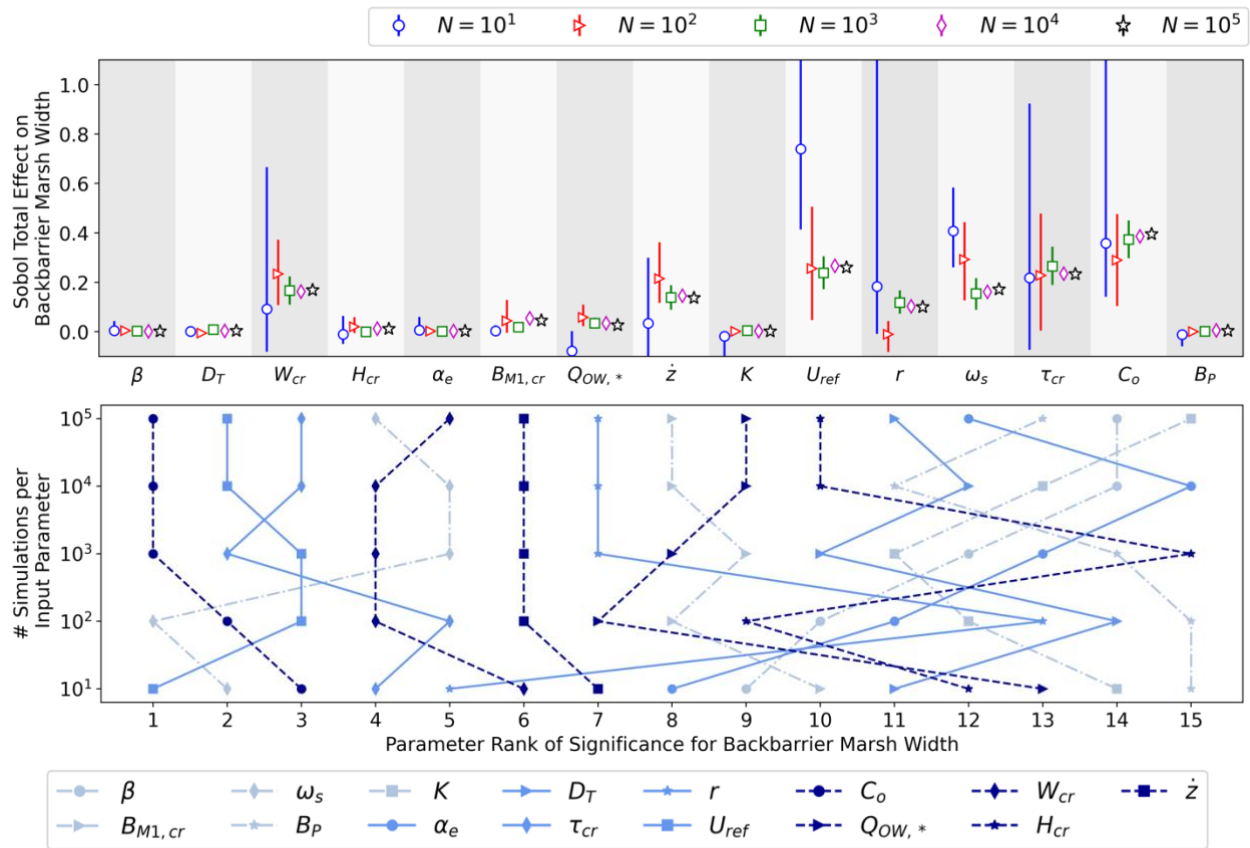 N = 10¹ N = 10² N = 10³ N = 10⁴ N = 10⁵
Sobol Total Effect on
Backbarrier Marsh Width
1.0
0.8
0.6
0.4
0.2
0.0
β D_T W_cr H_cr α_e B_M1,cr Q_OW,* ż K U_ref r ω_s τ_cr C_o B_P
# Simulations per
Input Parameter
10⁵
10⁴
10³
10²
10¹
1 2 3 4 5 6 7 8 9 10 11 12 13 14 15
Parameter Rank of Significance for Backbarrier Marsh Width
β ω_s K D_T r C_o W_cr ż
B_M1,cr B_P α_e τ_cr U_ref Q_OW,* H_cr